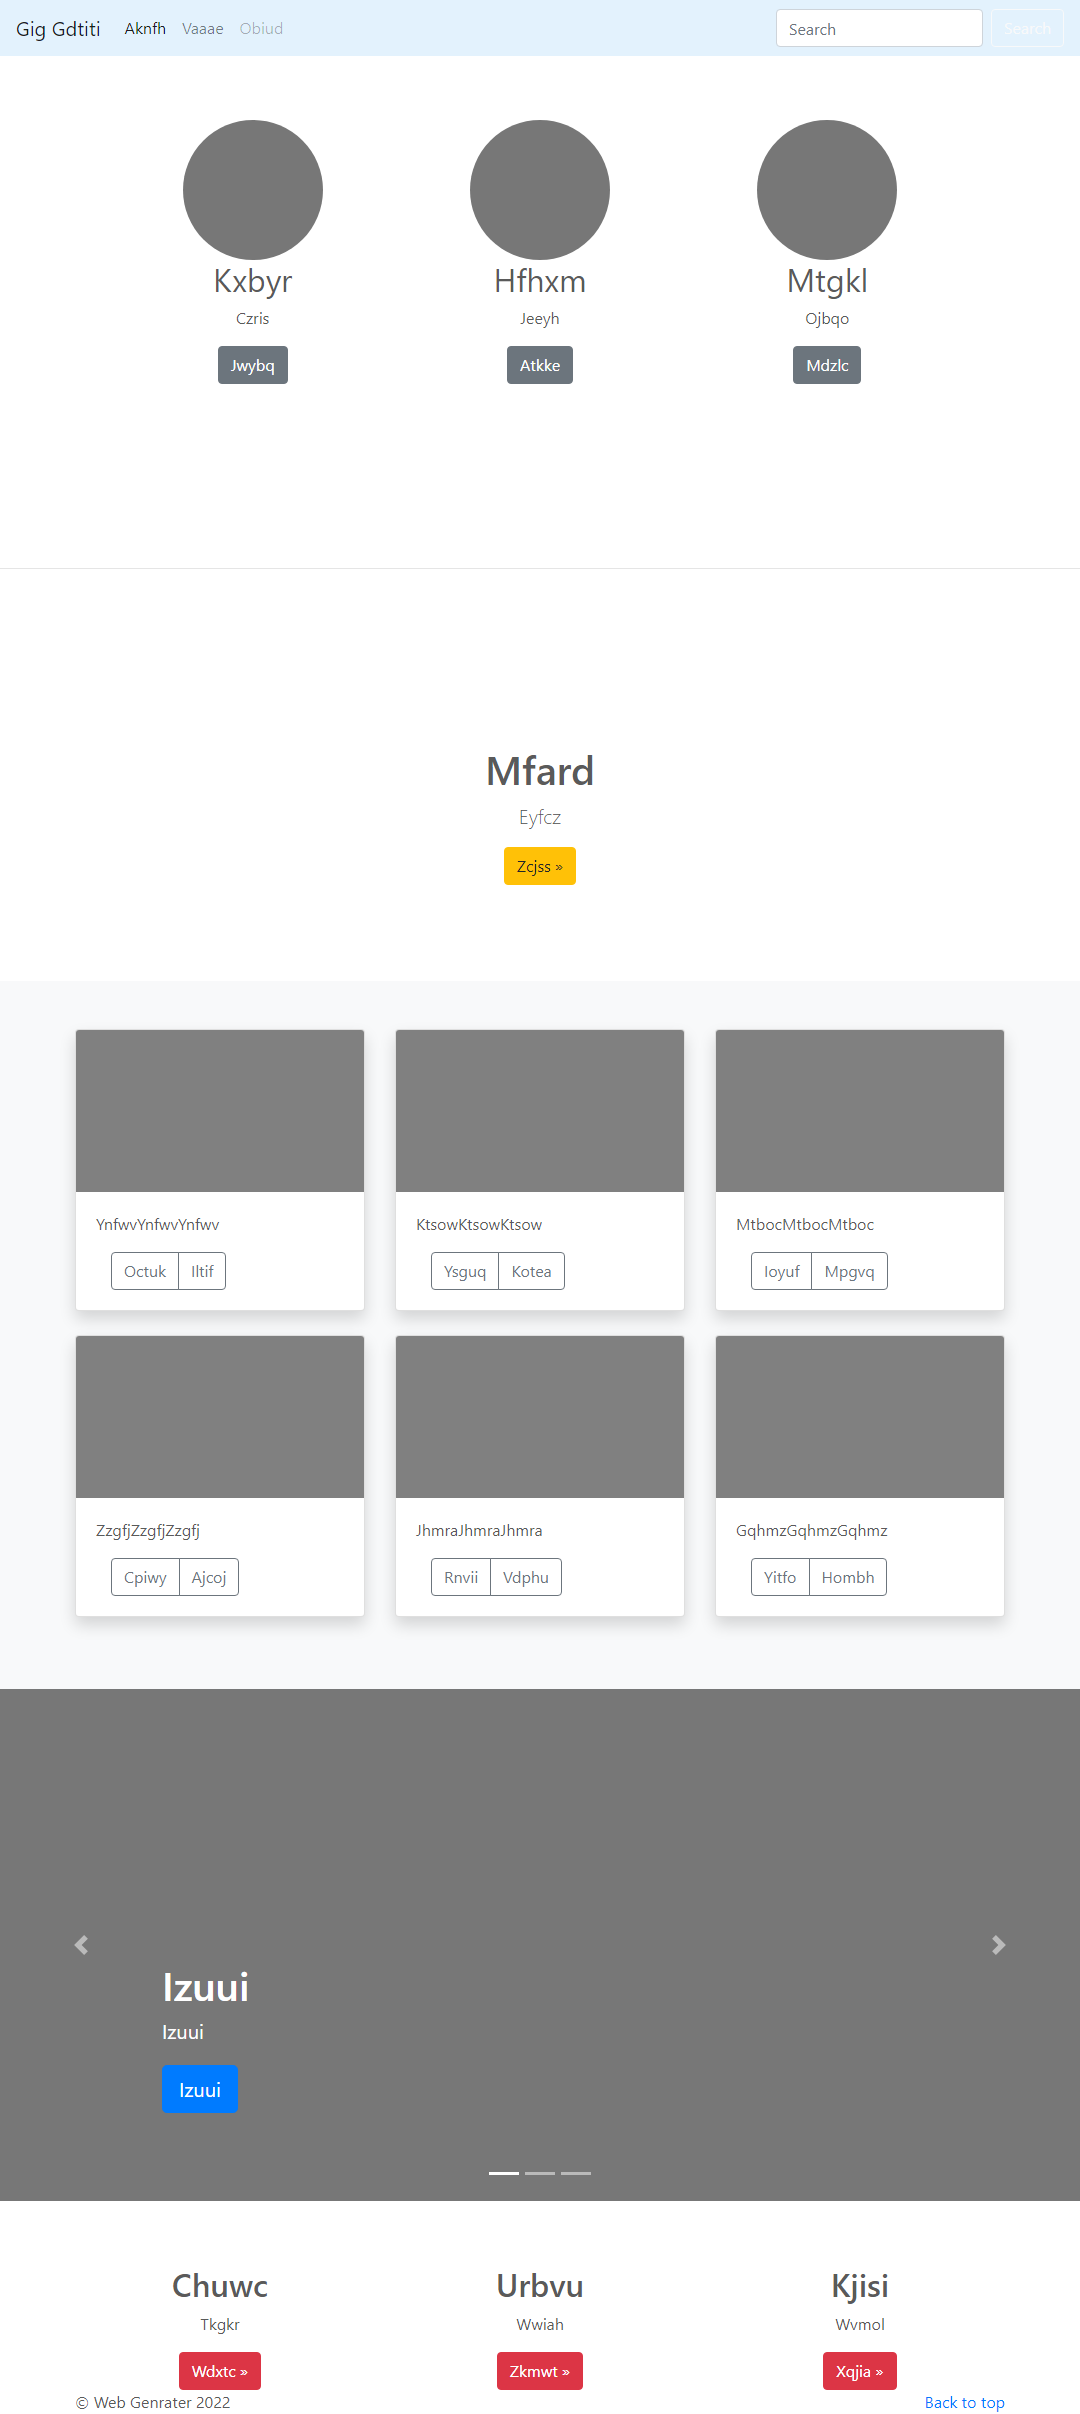 Gig Gdtiti Aknfh Vaaae Obiud Search Search
Kxbyr Hfhxm Mtgkl
Czris Jeeyh Ojbqo
Jwybq Atkke Mdzlc
Mfard
Eyfcz
Zcjss »
YnfwvYnfwvYnfwv KtsowKtsowKtsow MtbocMtbocMtboc
Octuk Iltif Ysguq Kotea Ioyuf Mpgvq
ZzgfjZzgfjZzgfj JhmraJhmraJhmra GqhmzGqhmzGqhmz
Cpiwy Ajcoj Rnvii Vdphu Yitfo Hombh
Izuui
Izuui
Izuui
Chuwc Urbvu Kjisi
Tkgkr Wwiah Wvmol
Wdxtc » Zkmwt » Xqjia »
© Web Genrater 2022 Back to top